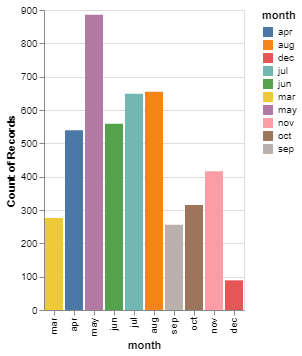 900
800
700
600
500
400
300
200
100
0
Count of Records
mar
apr
may
jun
jul
aug
sep
oct
nov
dec
month
month
apr
aug
dec
jul
jun
mar
may
nov
oct
sep